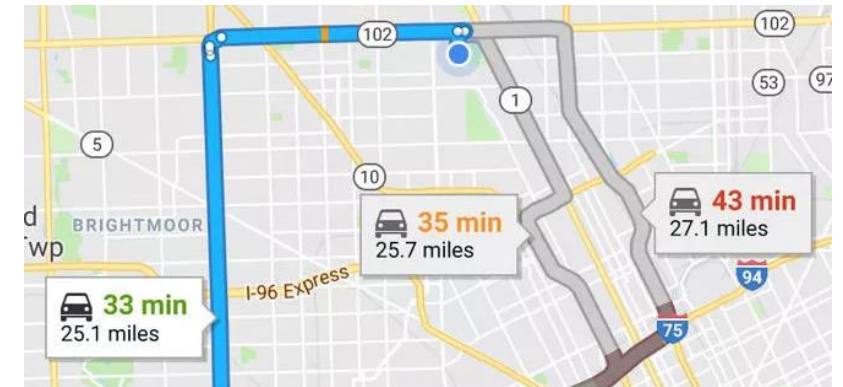 102
102
53
97
1
5
10
43 min
27.1 miles
35 min
25.7 miles
d
Twp
BRIGHTMOOR
94
I-96 Express
33 min
25.1 miles
75